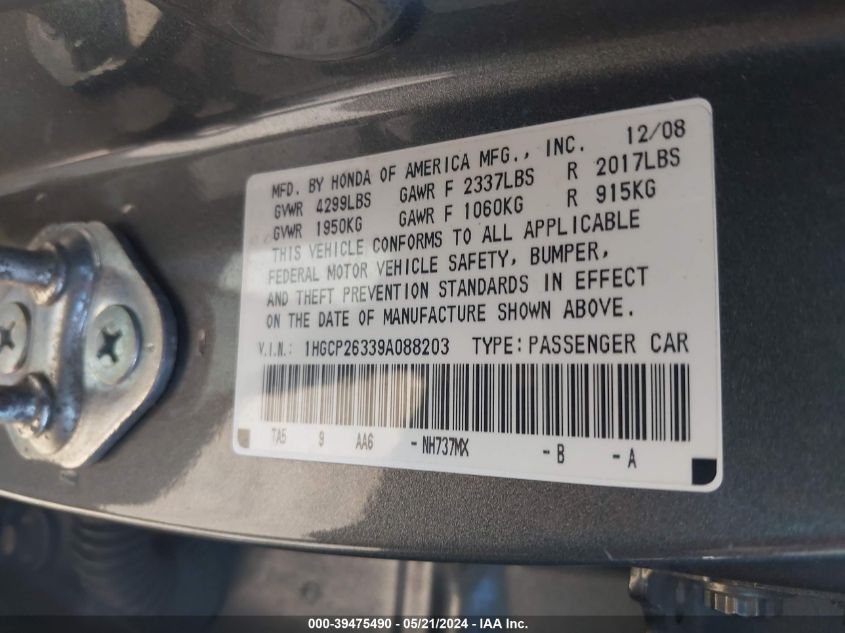 12/08
MFD. BY HONDA OF AMERICA MFG., INC.
GVWR 4299LBS GAWR F 2337LBS R 2017LBS
GVWR 1950KG GAWR F 1060KG R 915KG
THIS VEHICLE CONFORMS TO ALL APPLICABLE
FEDERAL MOTOR VEHICLE SAFETY, BUMPER,
AND THEFT PREVENTION STANDARDS IN EFFECT
ON THE DATE OF MANUFACTURE SHOWN ABOVE.
V.I.N.: 1HGCP26339A088203 TYPE:PASSENGER CAR
TA5 9 AA6 - NH737MX - B - A
000-39475490 - 05/21/2024 - IAA Inc.